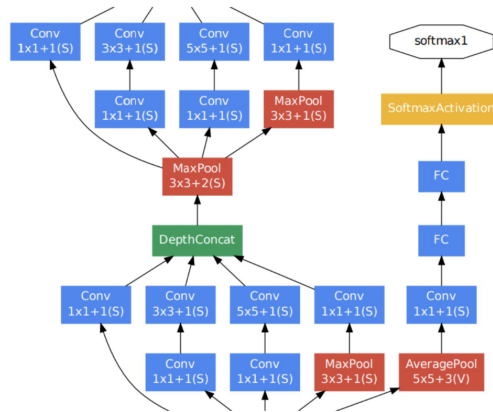 Conv
1x1+1(S)
Conv
3x3+1(S)
Conv
5x5+1(S)
Conv
1x1+1(S)
softmax1
Conv
1x1+1(S)
Conv
1x1+1(S)
MaxPool
3x3+1(S)
SoftmaxActivation
MaxPool
3x3+2(S)
FC
DepthConcat
FC
Conv
1x1+1(S)
Conv
3x3+1(S)
Conv
5x5+1(S)
Conv
1x1+1(S)
Conv
1x1+1(S)
Conv
1x1+1(S)
Conv
1x1+1(S)
MaxPool
3x3+1(S)
AveragePool
5x5+3(V)